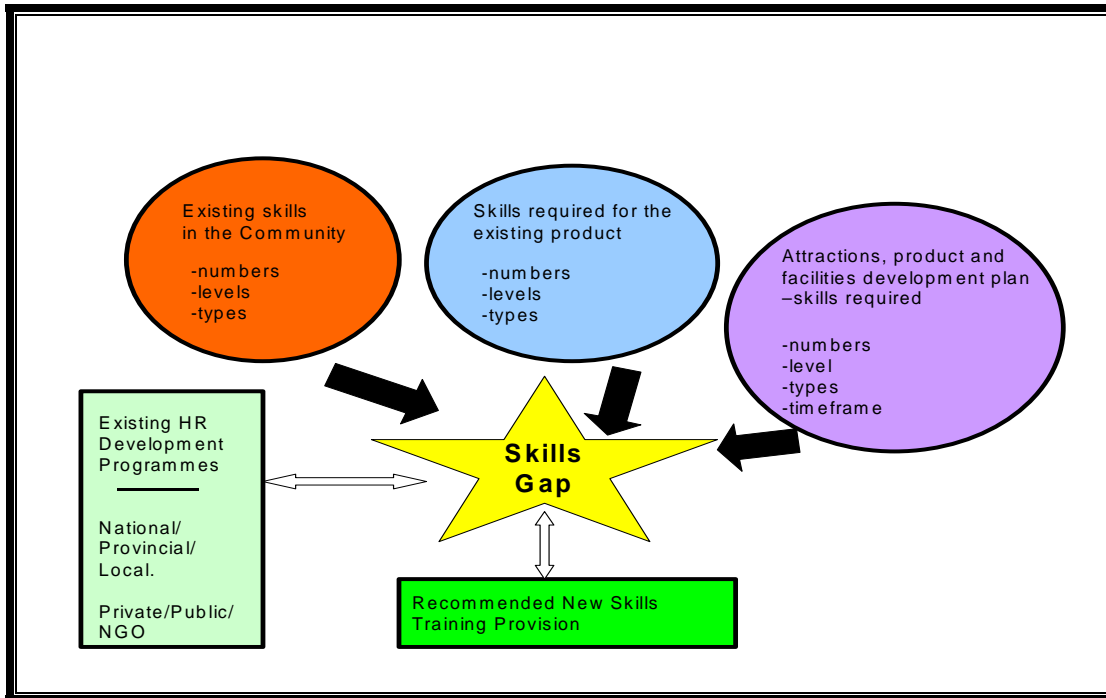 Existing skills
in the Community
-numbers
-levels
-types
Skills required for the
existing product
-numbers
-levels
-types
Attractions, product and
facilities development plan
–skills required
-numbers
-level
-types
-timeframe
Existing HR
Development
Programmes
National/
Provincial/
Local.
Private/Public/
NGO
Skills
Gap
Recommended New Skills
Training Provision